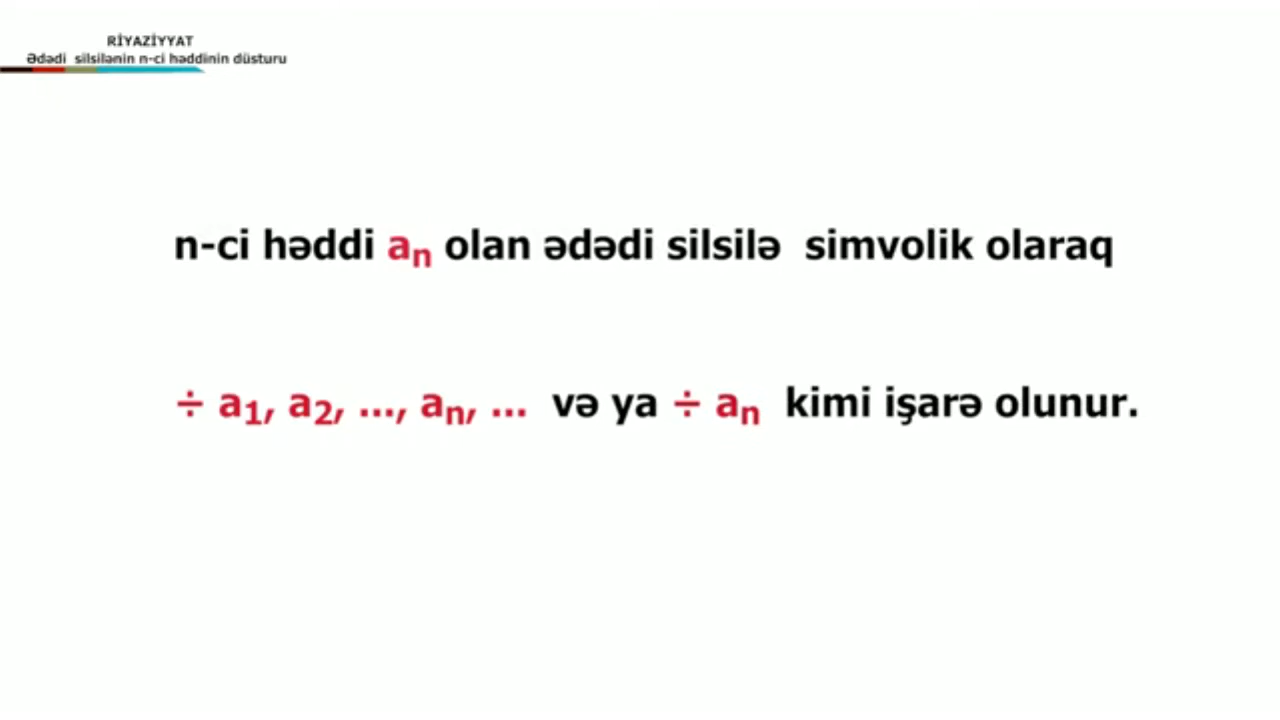 RİYAZİYYAT
Ədədi silsilənin n-ci həddinin düsturu
n-ci həddi aₙ olan ədədi silsilə simvolik olaraq
÷ a₁, a₂, ..., aₙ, ... və ya ÷ aₙ kimi işarə olunur.